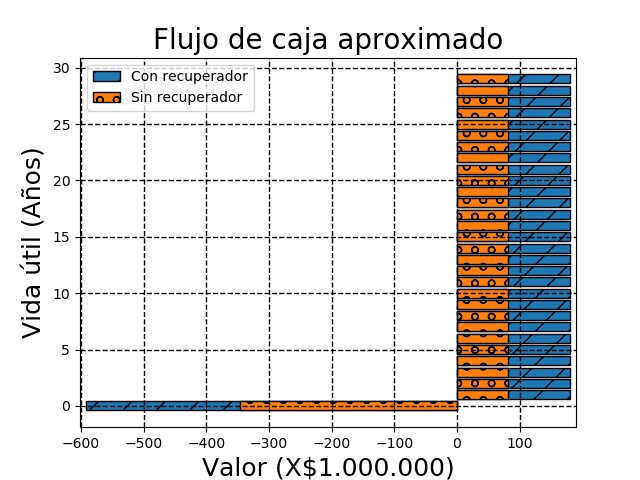 Flujo de caja aproximado
Con recuperador
Sin recuperador
Vida útil (Años)
30
25
20
15
10
5
0
−600 −500 −400 −300 −200 −100 0 100
Valor (X$1.000.000)